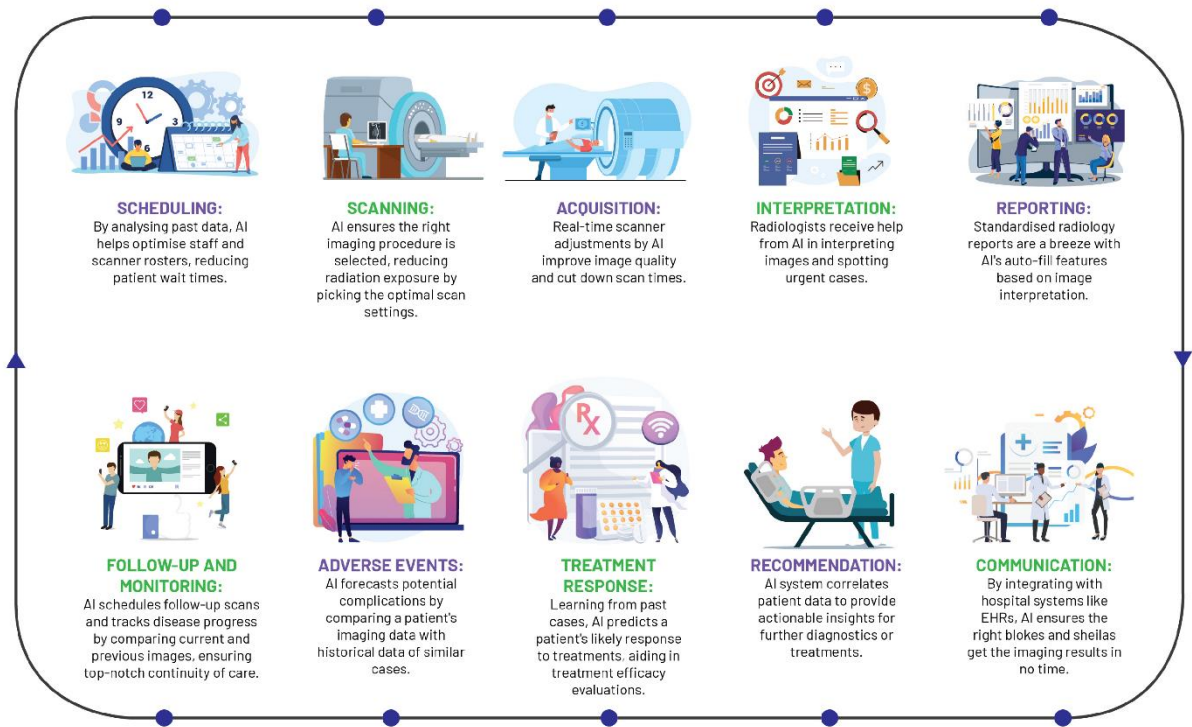 SCHEDULING:
By analysing past data, AI
helps optimise staff and
scanner rosters, reducing
patient wait times.
SCANNING:
AI ensures the right
imaging procedure is
selected, reducing
radiation exposure by
picking the optimal scan
settings.
ACQUISITION:
Real-time scanner
adjustments by AI
improve image quality
and cut down scan times.
INTERPRETATION:
Radiologists receive help
from AI in interpreting
images and spotting
urgent cases.
REPORTING:
Standardised radiology
reports are a breeze with
AI's auto-fill features
based on image
interpretation.
12
9
3
6
$
FOLLOW-UP AND
MONITORING:
AI schedules follow-up scans
and tracks disease progress
by comparing current and
previous images, ensuring
top-notch continuity of care.
ADVERSE EVENTS:
AI forecasts potential
complications by
comparing a patient's
imaging data with
historical data of similar
cases.
Rx
TREATMENT
RESPONSE:
Learning from past
cases, AI predicts a
patient's likely response
to treatments, aiding in
treatment efficacy
evaluations.
RECOMMENDATION:
AI system correlates
patient data to provide
actionable insights for
further diagnostics or
treatments.
COMMUNICATION:
By integrating with
hospital systems like
EHRs, AI ensures the
right blokes and sheilas
get the imaging results in
no time.